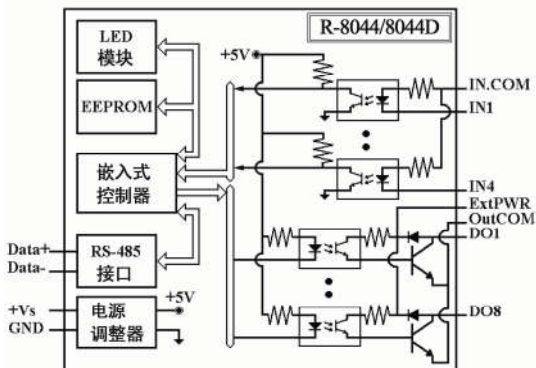 R-8044/8044D
LED
模块
+5V
EEPROM
IN.COM
IN1
嵌入式
控制器
IN4
ExtPWR
OutCOM
DO1
Data+
Data-
RS-485
接口
+Vs
GND
电源
调整器
+5V
DO8